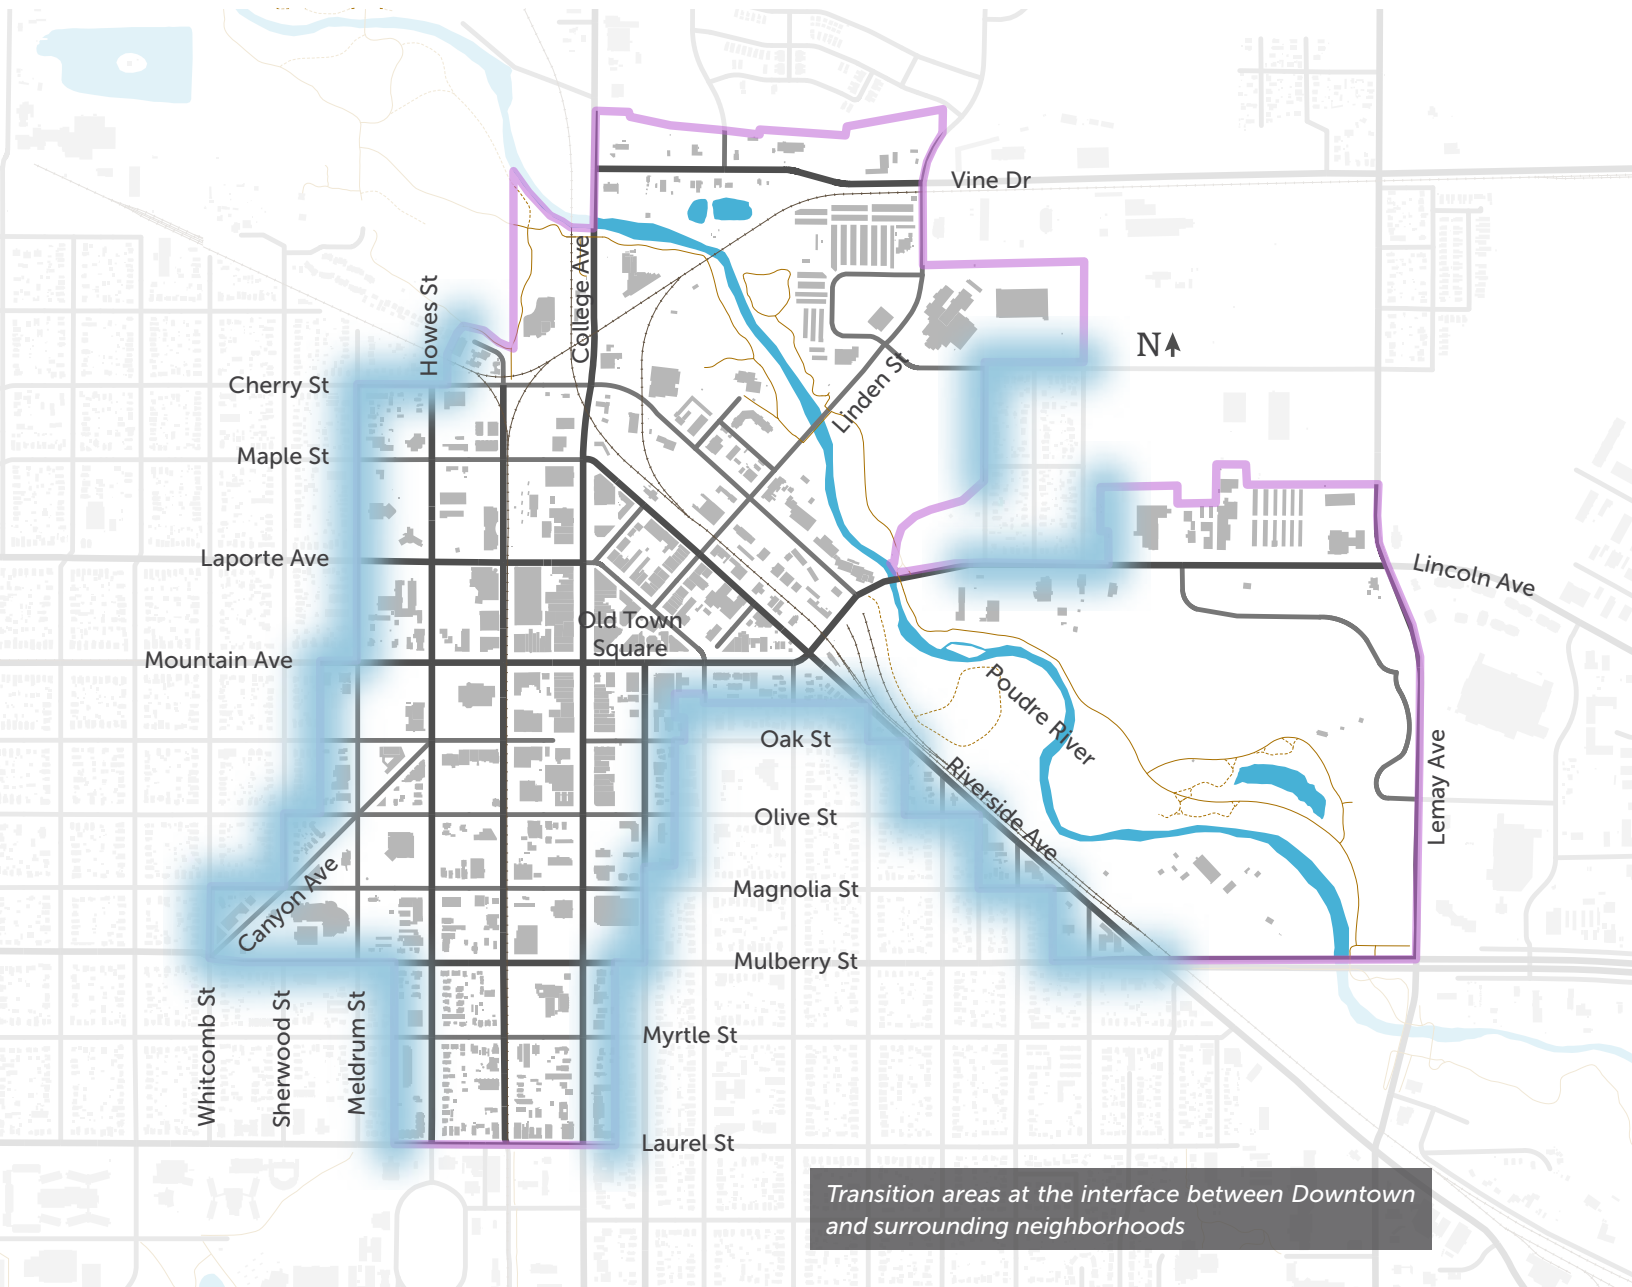 Vine Dr
College Ave
Howes St
N
Cherry St
Linden St
Maple St
Laporte Ave
Lincoln Ave
Old Town
Square
Mountain Ave
Poudre River
Oak St
Riverside Ave
Lemay Ave
Olive St
Canyon Ave
Magnolia St
Mulberry St
Whitcomb St
Sherwood St
Meldrum St
Myrtle St
Laurel St
Transition areas at the interface between Downtown
and surrounding neighborhoods